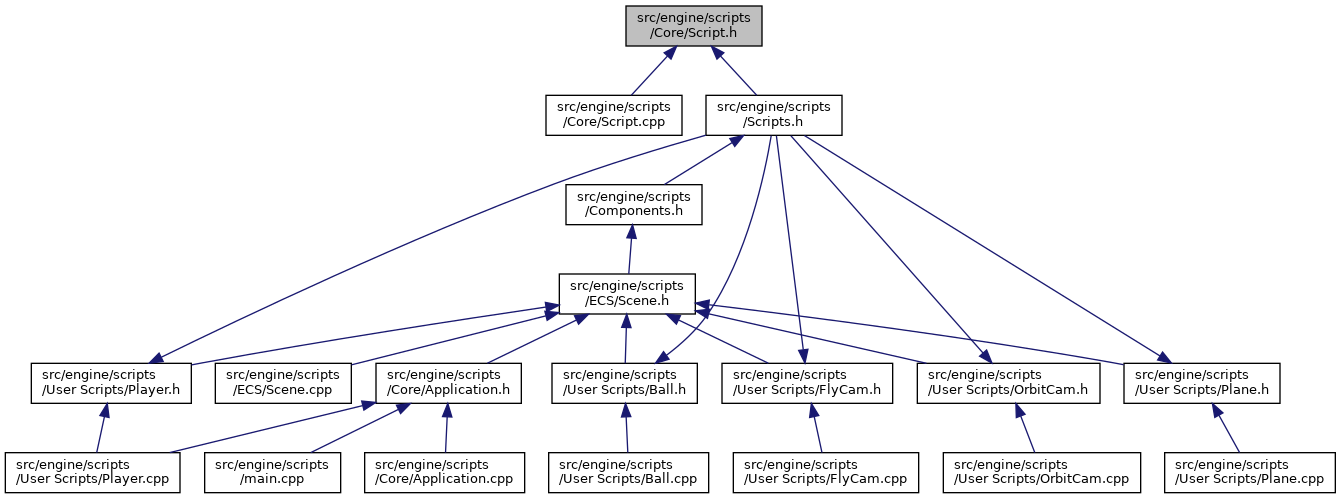 src/engine/scripts
/Core/Script.h
src/engine/scripts
/Core/Script.cpp
src/engine/scripts
/Scripts.h
src/engine/scripts
/Components.h
src/engine/scripts
/ECS/Scene.h
src/engine/scripts
/User Scripts/Player.h
src/engine/scripts
/ECS/Scene.cpp
src/engine/scripts
/Core/Application.h
src/engine/scripts
/User Scripts/Ball.h
src/engine/scripts
/User Scripts/FlyCam.h
src/engine/scripts
/User Scripts/OrbitCam.h
src/engine/scripts
/User Scripts/Plane.h
src/engine/scripts
/User Scripts/Player.cpp
src/engine/scripts
/main.cpp
src/engine/scripts
/Core/Application.cpp
src/engine/scripts
/User Scripts/Ball.cpp
src/engine/scripts
/User Scripts/FlyCam.cpp
src/engine/scripts
/User Scripts/OrbitCam.cpp
src/engine/scripts
/User Scripts/Plane.cpp